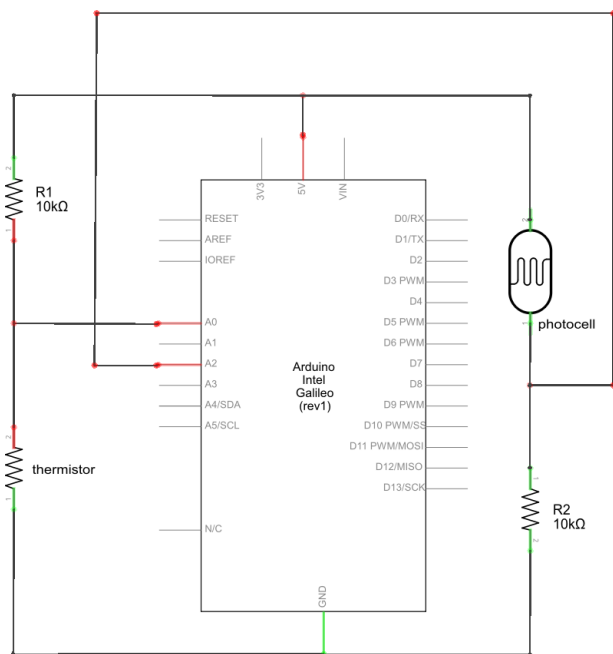 3V3
5V
VIN
2
R1
10kΩ
1
RESET
AREF
IOREF
A0
A1
A2
A3
A4/SDA
A5/SCL
N/C
Arduino
Intel
Galileo
(rev1)
D0/RX
D1/TX
D2
D3 PWM
D4
D5 PWM
D6 PWM
D7
D8
D9 PWM
D10 PWM/SS
D11 PWM/MOSI
D12/MISO
D13/SCK
GND
2
thermistor
1
2
photocell
1
1
R2
10kΩ
2